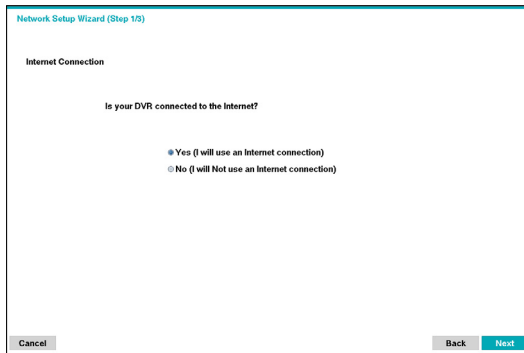 Network Setup Wizard (Step 1/3)
Internet Connection
Is your DVR connected to the Internet?
Yes (I will use an Internet connection)
No (I will Not use an Internet connection)
Cancel Back Next